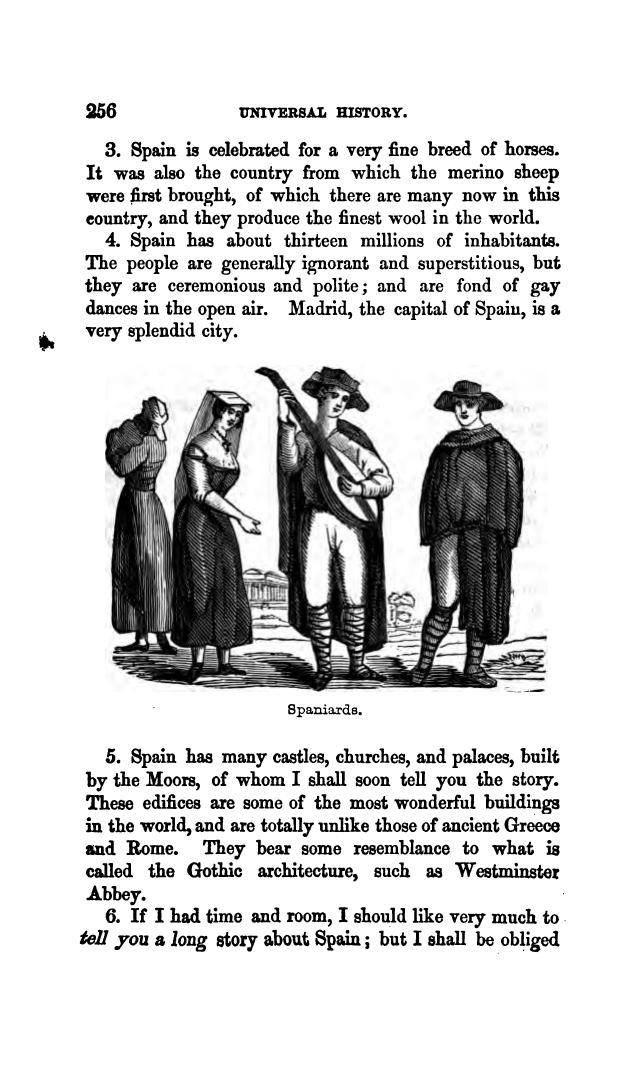 256 UNIVERSAL HISTORY.
3. Spain is celebrated for a very fine breed of horses.
It was also the country from which the merino sheep
were first brought, of which there are many now in this
country, and they produce the finest wool in the world.
4. Spain has about thirteen millions of inhabitants.
The people are generally ignorant and superstitious, but
they are ceremonious and polite; and are fond of gay
dances in the open air. Madrid, the capital of Spain, is a
very splendid city.
Spaniards.
5. Spain has many castles, churches, and palaces, built
by the Moors, of whom I shall soon tell you the story.
These edifices are some of the most wonderful buildings
in the world, and are totally unlike those of ancient Greece
and Rome. They bear some resemblance to what is
called the Gothic architecture, such as Westminster
Abbey.
6. If I had time and room, I should like very much to
tell you a long story about Spain; but I shall be obliged